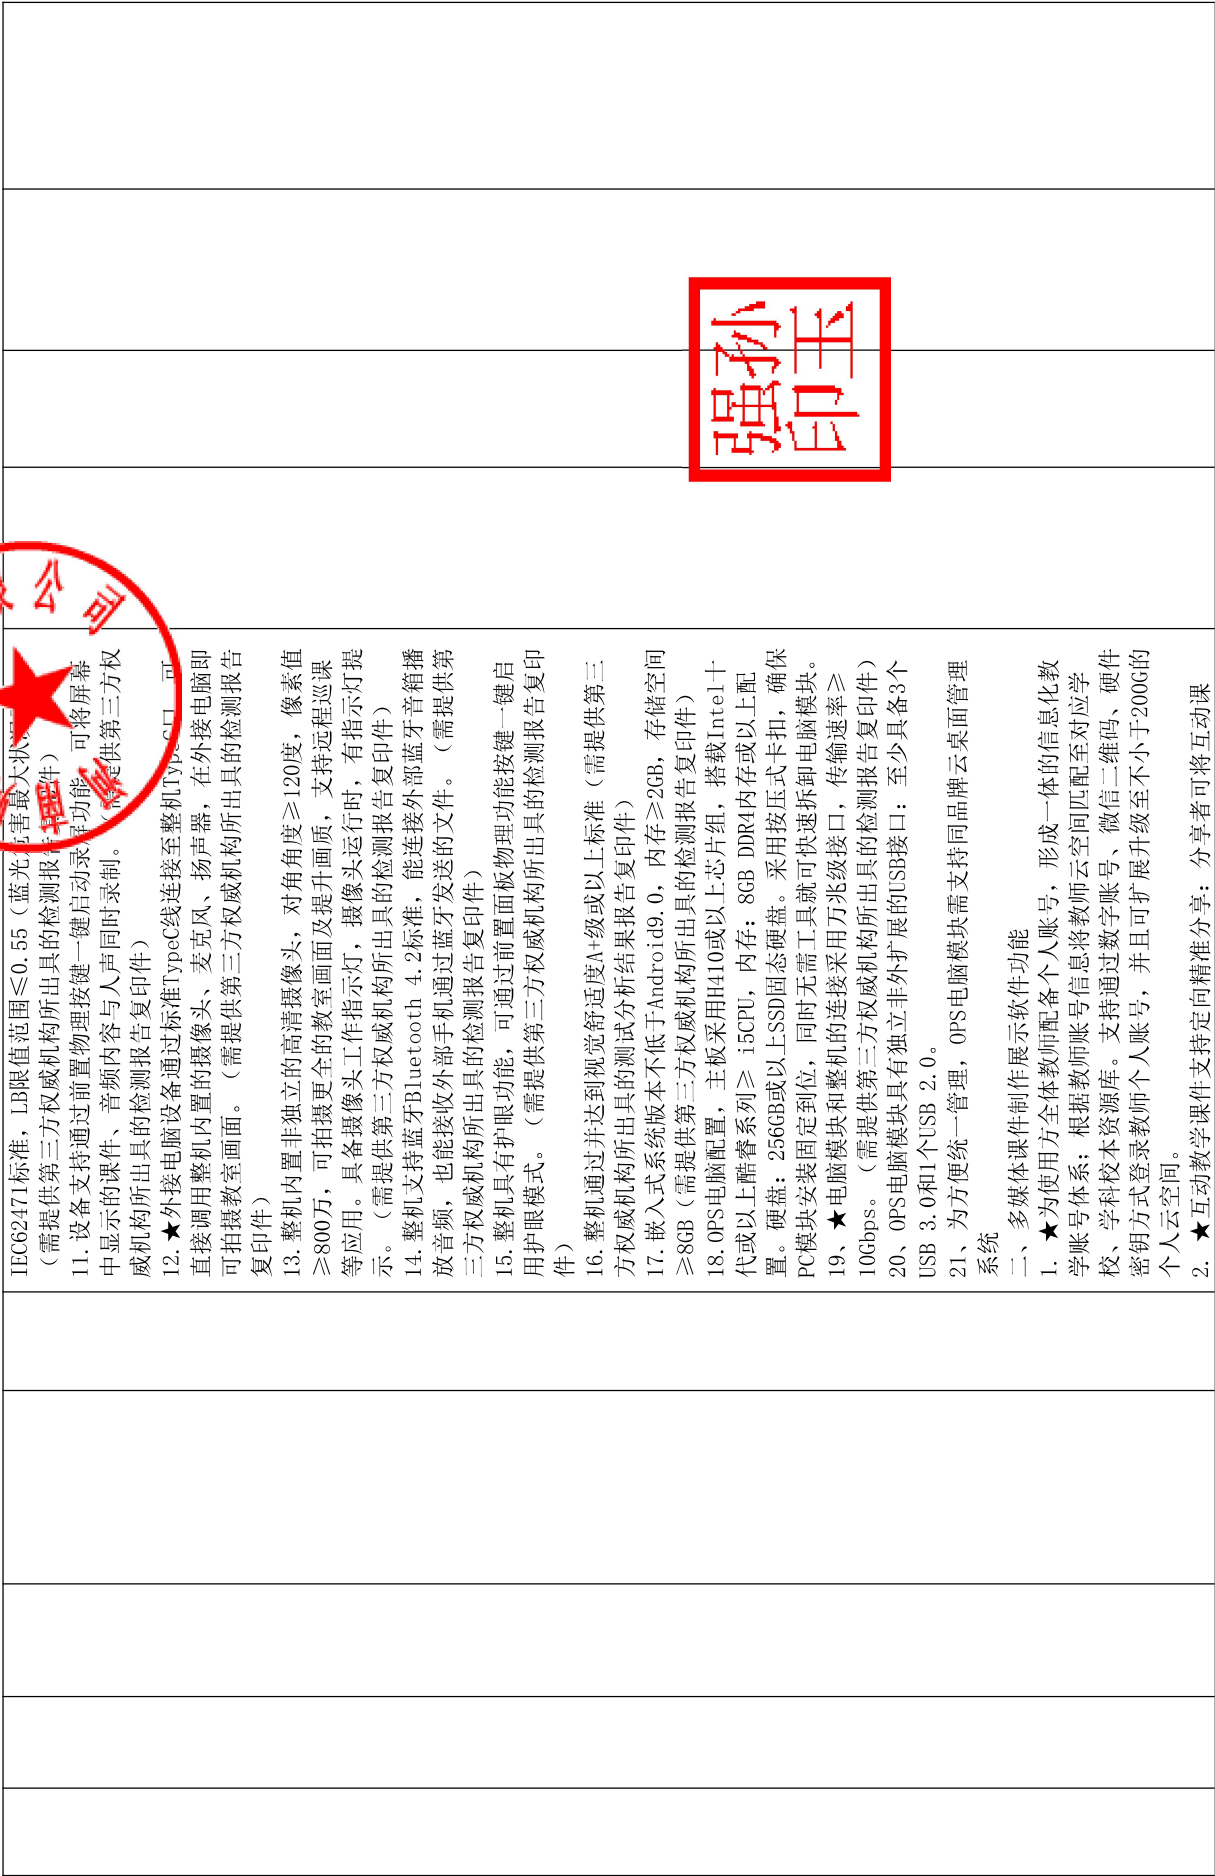 IEC62471标准，LB限值范围≤0.55（蓝光危害最大状
（需提供第三方权威机构所出具的检测报告复印件）
11.设备支持通过前置物理按键一键启动录屏功能，可将屏幕
中显示的课件、音频内容与人声同时录制。（需提供第三方权
威机构所出具的检测报告复印件）
12.★外接电脑设备通过标准TypeC线连接至整机TypeC口，可
直接调用整机内置的摄像头、麦克风、扬声器，在外接电脑即
可拍摄教室画面。（需提供第三方权威机构所出具的检测报告
复印件）
13.整机内置非独立的高清摄像头，对角角度≥120度，像素值
≥800万，可拍摄更全的教室画面及提升画质，支持远程巡课
等应用。具备摄像头工作指示灯，摄像头运行时，有指示灯提
示。（需提供第三方权威机构所出具的检测报告复印件）
14.整机支持蓝牙Bluetooth 4.2标准，能连接外部蓝牙音箱播
放音频，也能接收外部手机通过蓝牙发送的文件。（需提供第
三方权威机构所出具的检测报告复印件）
15.整机具有护眼功能，可通过前置面板物理功能按键一键启
用护眼模式。（需提供第三方权威机构所出具的检测报告复印
件）
16.整机通过并达到视觉舒适度A+级或以上标准（需提供第三
方权威机构所出具的测试分析结果报告复印件）
17.嵌入式系统版本不低于Android9.0，内存≥2GB，存储空间
≥8GB（需提供第三方权威机构所出具的检测报告复印件）
18.OPS电脑配置，主板采用H410或以上芯片组，搭载Intel十
代或以上酷睿系列≥ i5CPU，内存：8GB DDR4内存或以上配
置。硬盘：256GB或以上SSD固态硬盘。采用按压式卡扣，确保
PC模块安装固定到位，同时无需工具就可快速拆卸电脑模块。
19、★电脑模块和整机的连接采用万兆级接口，传输速率≥
10Gbps。（需提供第三方权威机构所出具的检测报告复印件）
20、OPS电脑模块具有独立非外扩展的USB接口：至少具备3个
USB 3.0和1个USB 2.0。
21、为方便统一管理，OPS电脑模块需支持同品牌云桌面管理
系统
二、多媒体课件制作展示软件功能
1.★为使用方全体教师配备个人账号，形成一体的信息化教
学账号体系；根据教师账号信息将教师云空间匹配至对应学
校、学科校本资源库。支持通过数字账号、微信二维码、硬件
密钥方式登录教师个人账号，并且可扩展升级至不小于200G的
个人云空间。
2.★互动教学课件支持定向精准分享：分享者可将互动课
有
公司
孙玉
强印